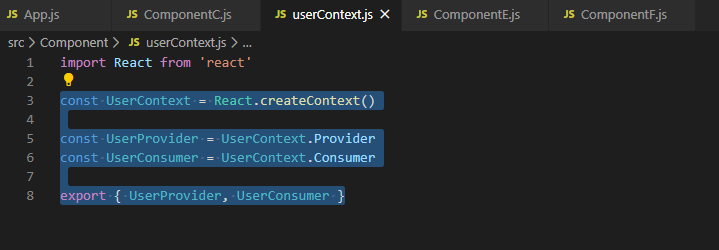 JS App.js JS ComponentC.js JS userContext.js × JS ComponentE.js JS ComponentF.js
src > Component > JS userContext.js > ...
1 import React from 'react'
2
3 const UserContext = React.createContext()
4
5 const UserProvider = UserContext.Provider
6 const UserConsumer = UserContext.Consumer
7
8 export { UserProvider, UserConsumer }